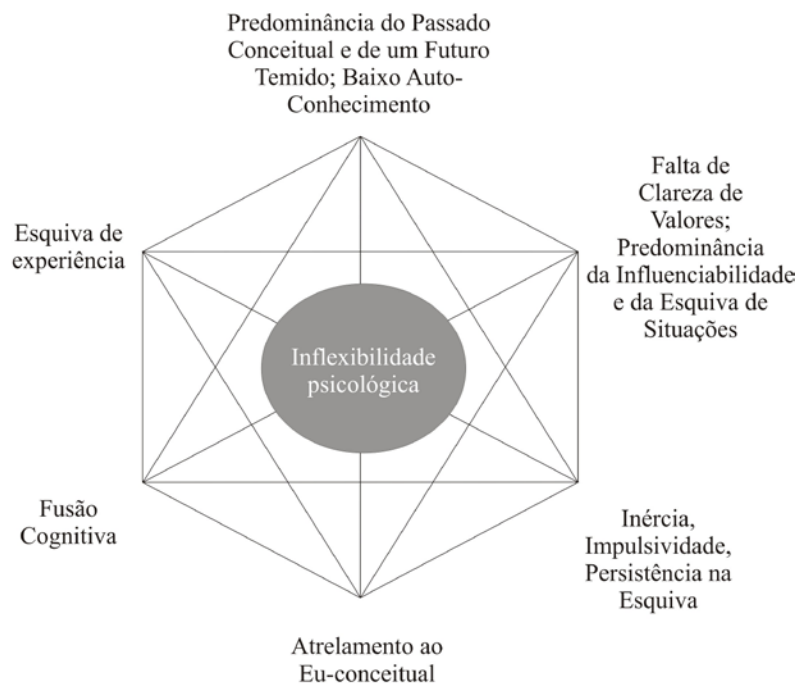 Predominância do Passado
Conceitual e de um Futuro
Temido; Baixo Auto-
Conhecimento
Falta de
Clareza de
Valores;
Predominância
da Influenciabilidade
e da Esquiva de
Situações
Esquiva de
experiência
Inflexibilidade
psicológica
Fusão
Cognitiva
Inércia,
Impulsividade,
Persistência na
Esquiva
Atrelamento ao
Eu-conceitual